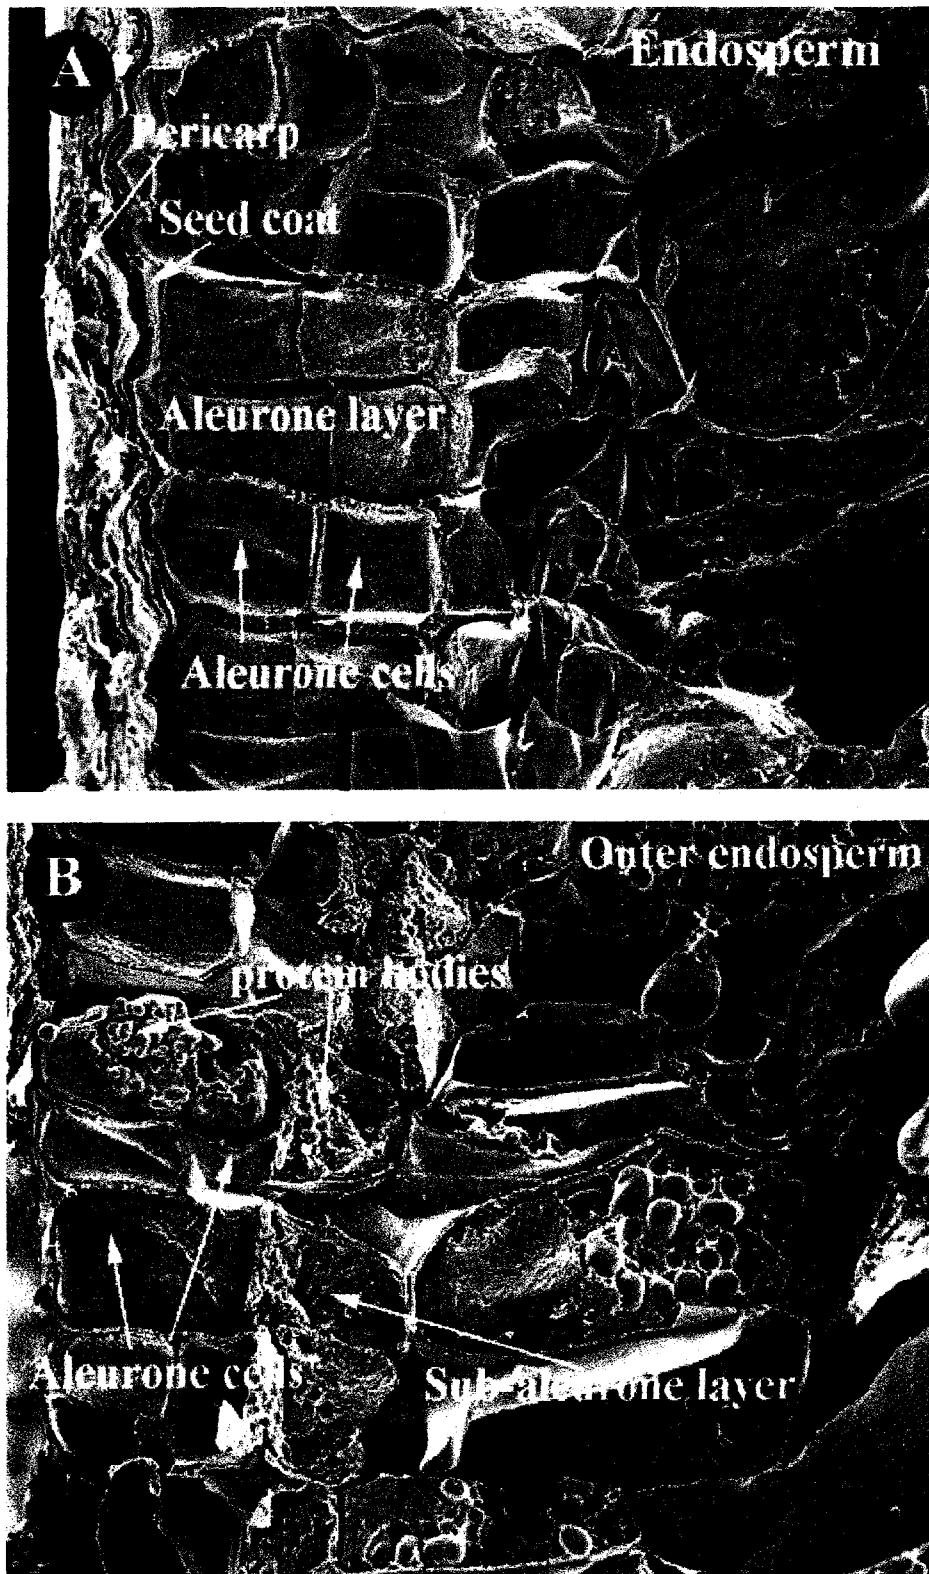 A
Endosperm
Pericarp
Seed coat
Aleurone layer
Aleurone cells
B
Outer endosperm
protein bodies
Aleurone cells
Sub-aleurone layer